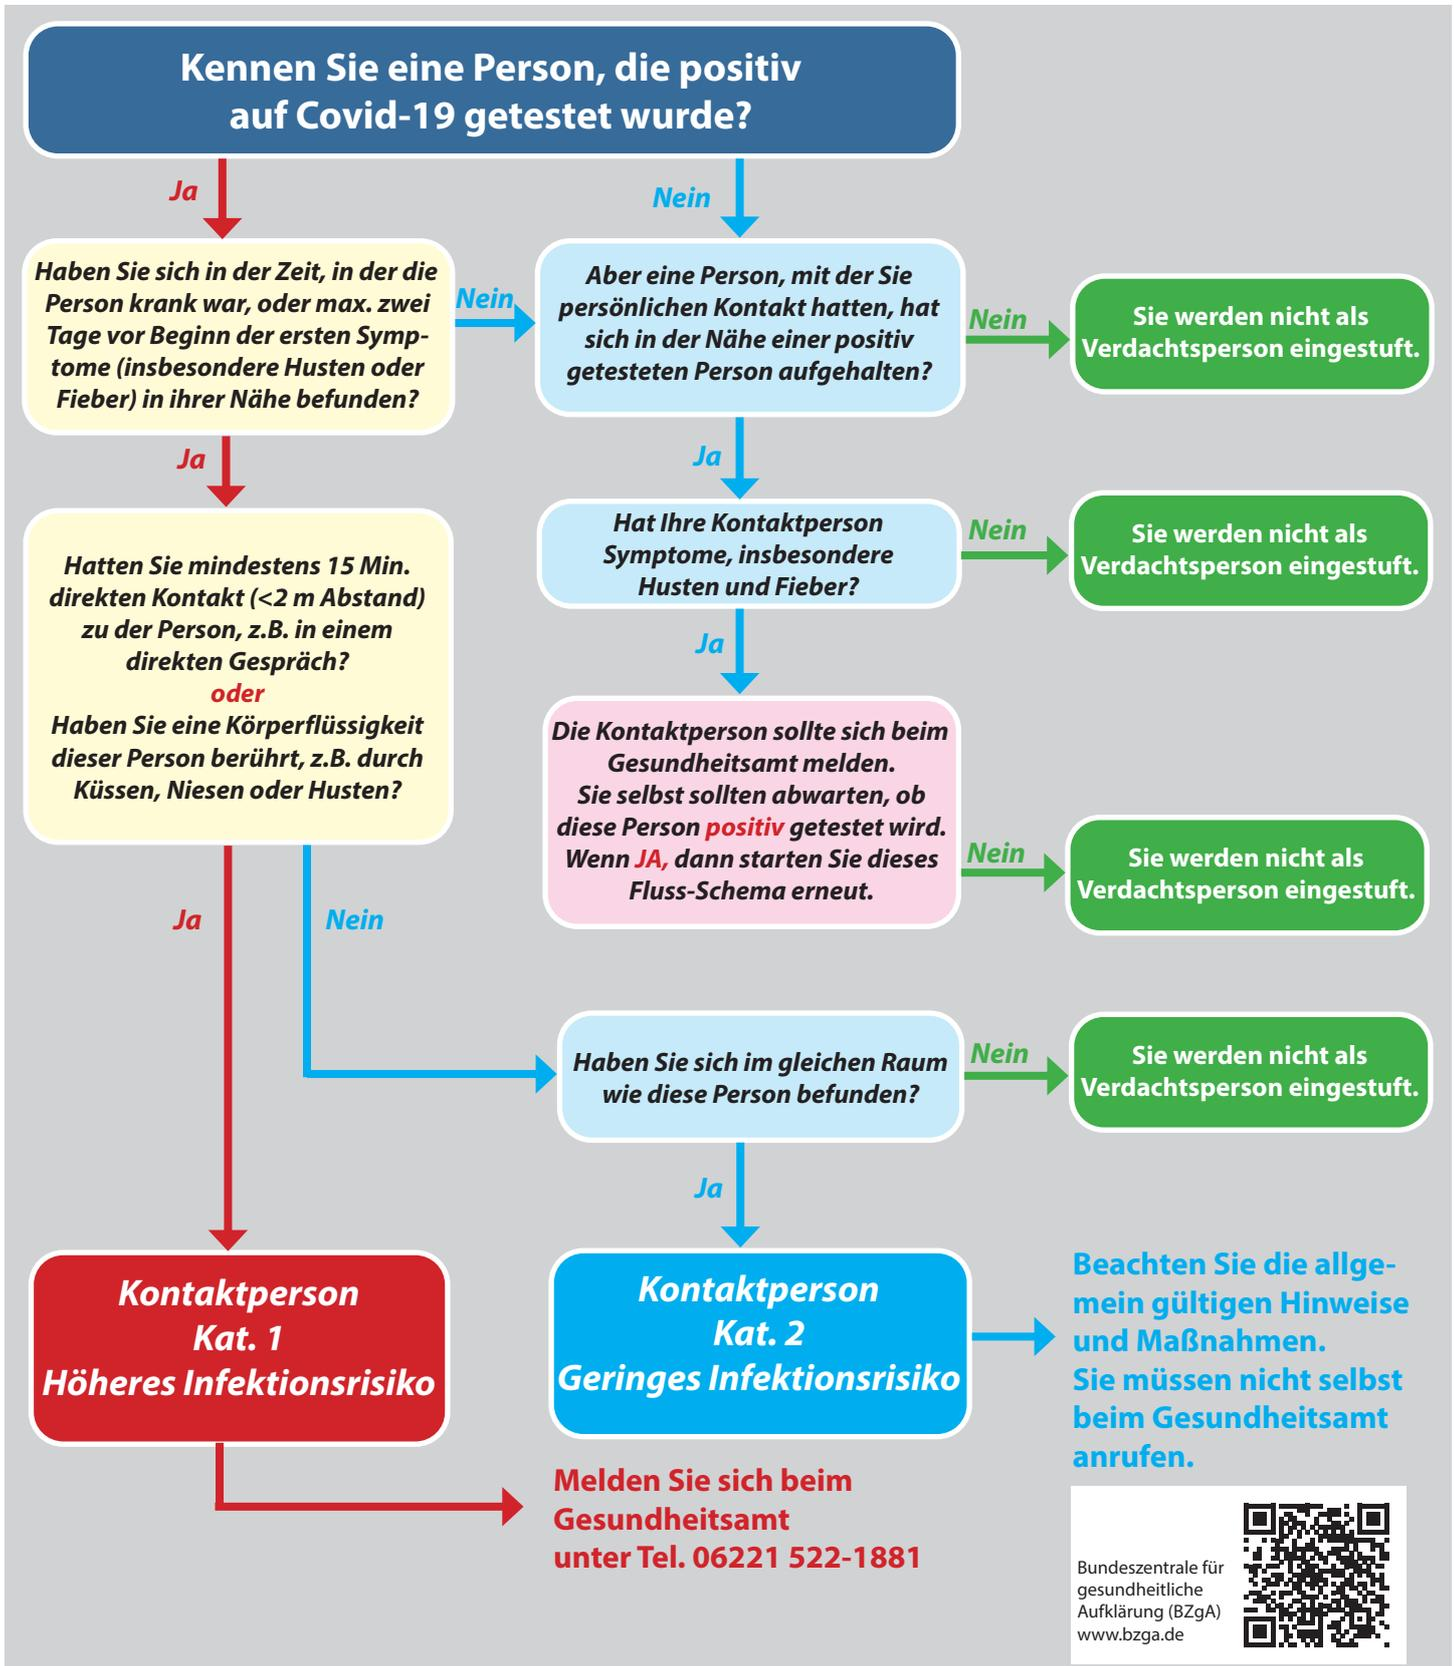 Kennen Sie eine Person, die positiv
auf Covid-19 getestet wurde?
Ja
Nein
Haben Sie sich in der Zeit, in der die
Person krank war, oder max. zwei
Tage vor Beginn der ersten Symp-
tome (insbesondere Husten oder
Fieber) in ihrer Nähe befunden?
Nein
Aber eine Person, mit der Sie
persönlichen Kontakt hatten, hat
sich in der Nähe einer positiv
getesteten Person aufgehalten?
Nein
Sie werden nicht als
Verdachtsperson eingestuft.
Ja
Ja
Hatten Sie mindestens 15 Min.
direkten Kontakt (<2 m Abstand)
zu der Person, z.B. in einem
direkten Gespräch?
oder
Haben Sie eine Körperflüssigkeit
dieser Person berührt, z.B. durch
Küssen, Niesen oder Husten?
Hat Ihre Kontaktperson
Symptome, insbesondere
Husten und Fieber?
Nein
Sie werden nicht als
Verdachtsperson eingestuft.
Ja
Die Kontaktperson sollte sich beim
Gesundheitsamt melden.
Sie selbst sollten abwarten, ob
diese Person positiv getestet wird.
Wenn JA, dann starten Sie dieses
Fluss-Schema erneut.
Nein
Sie werden nicht als
Verdachtsperson eingestuft.
Ja
Nein
Haben Sie sich im gleichen Raum
wie diese Person befunden?
Nein
Sie werden nicht als
Verdachtsperson eingestuft.
Ja
Kontaktperson
Kat. 1
Höheres Infektionsrisiko
Kontaktperson
Kat. 2
Geringes Infektionsrisiko
Beachten Sie die allge-
mein gültigen Hinweise
und Maßnahmen.
Sie müssen nicht selbst
beim Gesundheitsamt
anrufen.
Melden Sie sich beim
Gesundheitsamt
unter Tel. 06221 522-1881
Bundeszentrale für
gesundheitliche
Aufklärung (BZgA)
www.bzga.de